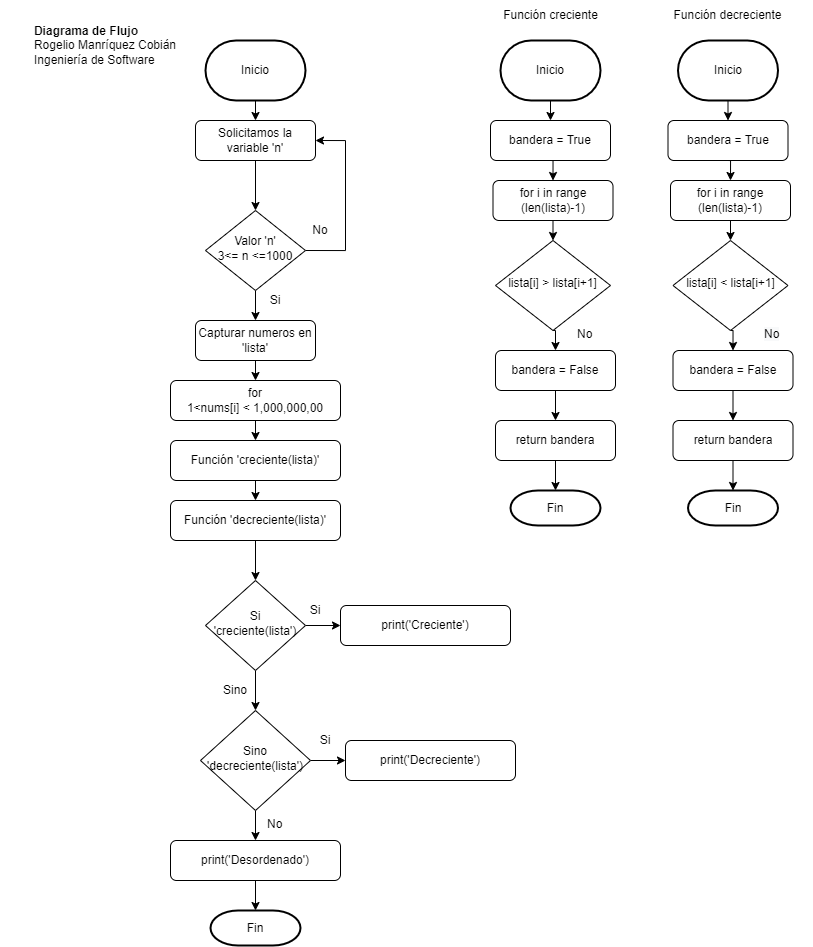 Diagrama de Flujo
Rogelio Manríquez Cobián
Ingeniería de Software
Inicio
Solicitamos la
variable 'n'
No
Valor 'n'
3<= n <=1000
Si
Capturar numeros en
'lista'
for
1<nums[i] < 1,000,000,00
Función 'creciente(lista)'
Función 'decreciente(lista)'
Si
'creciente(lista')
Si
print('Creciente')
Sino
Sino
'decreciente(lista')
Si
print('Decreciente')
No
print('Desordenado')
Fin
Función creciente
Inicio
bandera = True
for i in range
(len(lista)-1)
lista[i] > lista[i+1]
No
bandera = False
return bandera
Fin
Función decreciente
Inicio
bandera = True
for i in range
(len(lista)-1)
lista[i] < lista[i+1]
No
bandera = False
return bandera
Fin